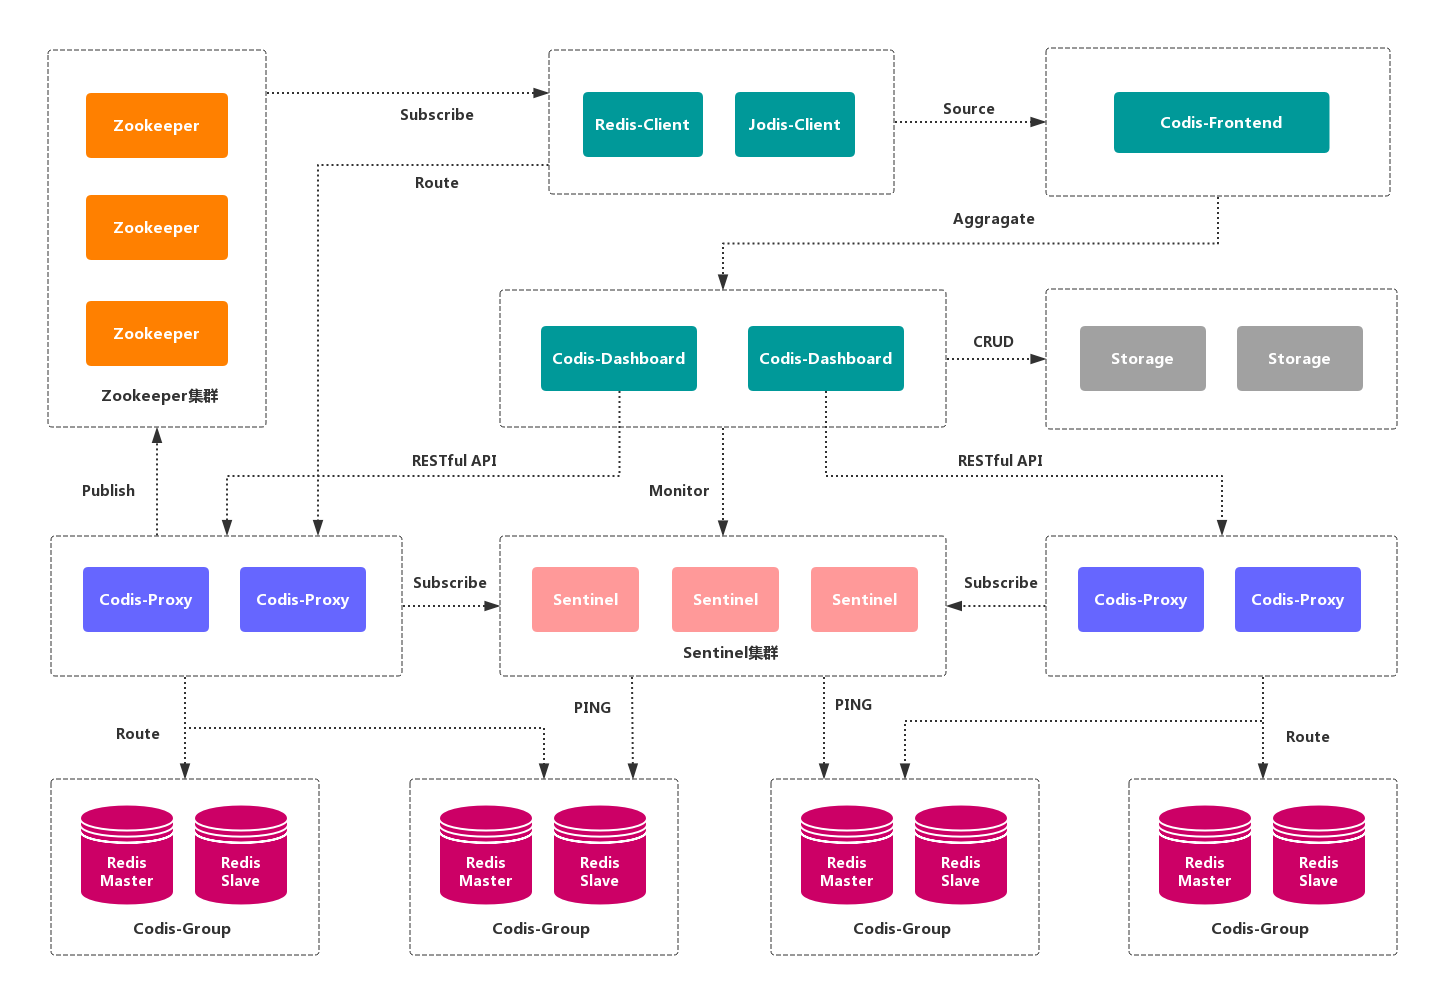 Zookeeper
Zookeeper
Zookeeper
Zookeeper集群
Subscribe
Redis-Client
Jodis-Client
Source
Codis-Frontend
Route
Aggragate
Codis-Dashboard
Codis-Dashboard
CRUD
Storage
Storage
RESTful API
RESTful API
Publish
Monitor
Codis-Proxy
Codis-Proxy
Subscribe
Sentinel
Sentinel
Sentinel
Sentinel集群
Subscribe
Codis-Proxy
Codis-Proxy
Route
PING
PING
Route
Redis
Master
Redis
Slave
Codis-Group
Redis
Master
Redis
Slave
Codis-Group
Redis
Master
Redis
Slave
Codis-Group
Redis
Master
Redis
Slave
Codis-Group